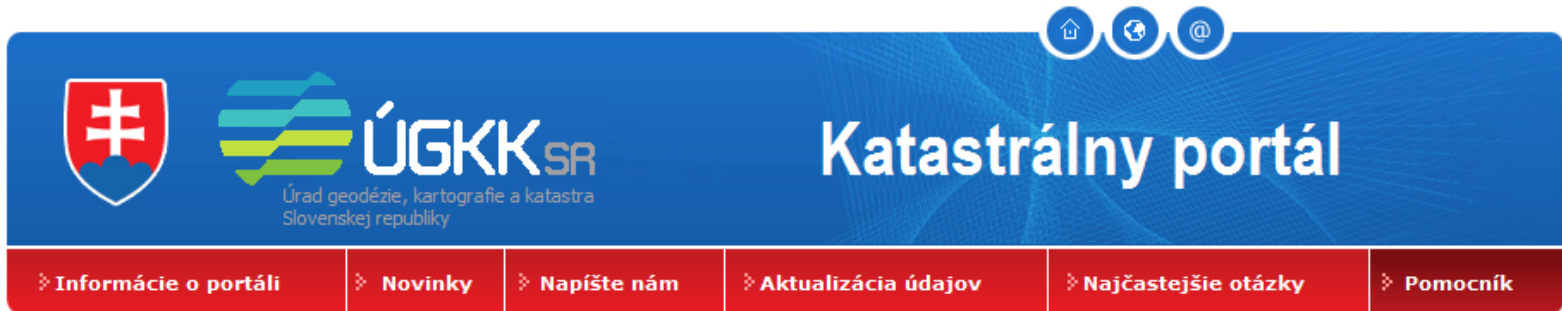 @
ÚGKK SR
Katastrálny portál
Úrad geodézie, kartografie a katastra
Slovenskej republiky
Informácie o portáli
Novinky
Napíšte nám
Aktualizácia údajov
Najčastejšie otázky
Pomocník